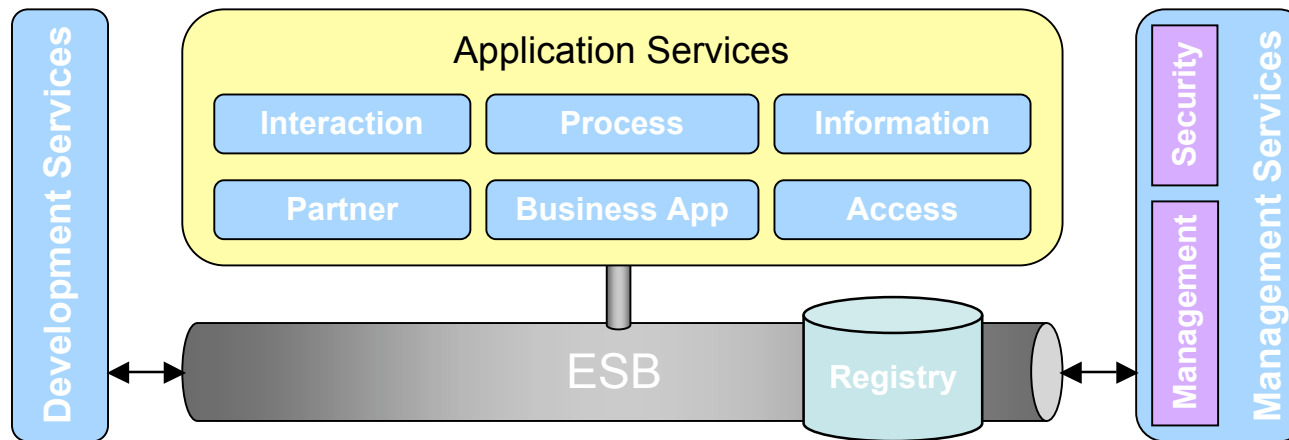 Development Services
Application Services
Interaction
Process
Information
Partner
Business App
Access
ESB
Registry
Security
Management
Management Services